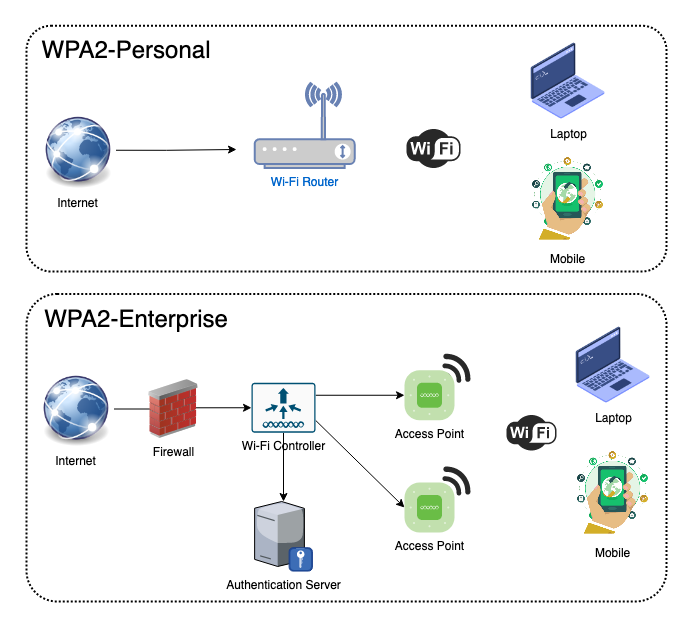 WPA2-Personal
Laptop
Wi Fi
Wi-Fi Router
Internet
Mobile
WPA2-Enterprise
Laptop
Access Point
Wi Fi
Wi-Fi Controller
Firewall
Internet
Access Point
Mobile
Authentication Server